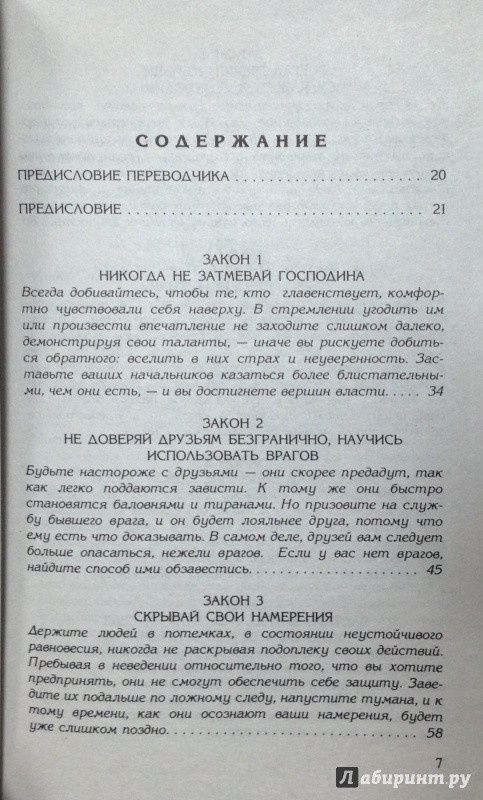 СОДЕРЖАНИЕ
ПРЕДИСЛОВИЕ ПЕРЕВОДЧИКА . . . . . . . . . . . . . . . . . . . 20
ПРЕДИСЛОВИЕ . . . . . . . . . . . . . . . . . . . . . . . . . . . . 21
ЗАКОН 1
НИКОГДА НЕ ЗАТМЕВАЙ ГОСПОДИНА
Всегда добивайтесь, чтобы те, кто главенствует, комфор-
тно чувствовали себя наверху. В стремлении угодить им
или произвести впечатление не заходите слишком далеко,
демонстрируя свои таланты, — иначе вы рискуете добить-
ся обратного: вселить в них страх и неуверенность. Зас-
тавьте ваших начальников казаться более блистательны-
ми, чем они есть, — и вы достигнете вершин власти. . . . . 34
ЗАКОН 2
НЕ ДОВЕРЯЙ ДРУЗЬЯМ БЕЗГРАНИЧНО, НАУЧИСЬ
ИСПОЛЬЗОВАТЬ ВРАГОВ
Будьте настороже с друзьями — они скорее предадут, так
как легко поддаются зависти. К тому же они быстро
становятся баловнями и тиранами. Но призовите на служ-
бу бывшего врага, и он будет лояльнее друга, потому что
ему есть что доказывать. В самом деле, друзей вам следует
больше опасаться, нежели врагов. Если у вас нет врагов,
найдите способ ими обзавестись. . . . . . . . . . . . . . . . . . 45
ЗАКОН 3
СКРЫВАЙ СВОИ НАМЕРЕНИЯ
Держите людей в потемках, в состоянии неустойчивого
равновесия, никогда не раскрывая подоплеку своих действий.
Пребывая в неведении относительно того, что вы хотите
предпринять, они не смогут обеспечить себе защиту. Заве-
дите их подальше по ложному следу, напустите тумана, и к
тому времени, как они осознают ваши намерения, будет
уже слишком поздно. . . . . . . . . . . . . . . . . . . . . . . . . . 58
7
Лабиринт.ру